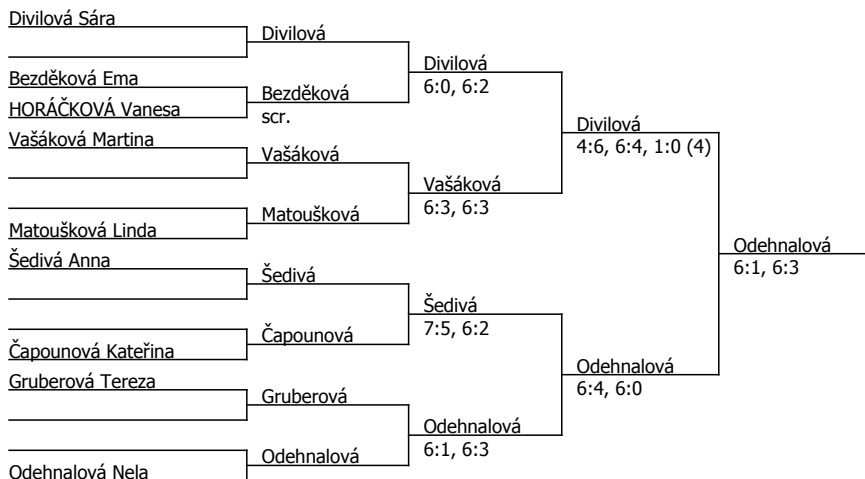 Divilová Sára
Divilová
Divilová
6:0, 6:2
Bezděková Ema
Bezděková
scr.
HORÁČKOVÁ Vanesa
Divilová
4:6, 6:4, 1:0 (4)
Vašáková Martina
Vašáková
Vašáková
6:3, 6:3
Matoušková
Matoušková Linda
Odehnalová
6:1, 6:3
Šedivá Anna
Šedivá
Šedivá
7:5, 6:2
Čapounová
Čapounová Kateřina
Odehnalová
6:4, 6:0
Gruberová Tereza
Gruberová
Odehnalová
6:1, 6:3
Odehnalová
Odehnalová Nela